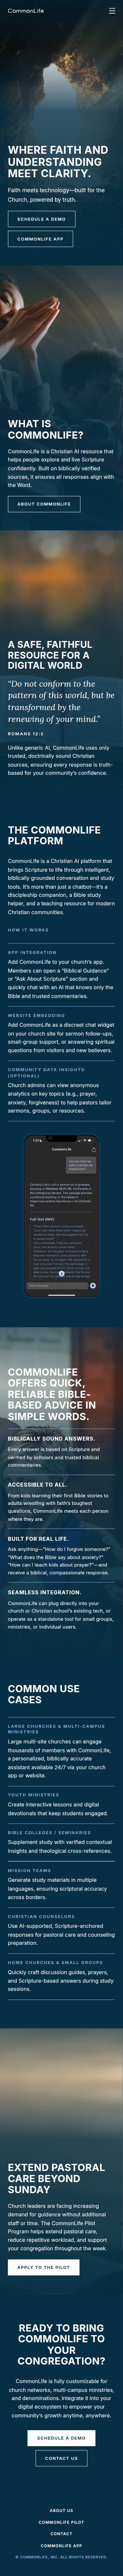 CommonLife
WHERE FAITH AND
UNDERSTANDING
MEET CLARITY.
Faith meets technology—built for the
Church, powered by truth.
SCHEDULE A DEMO
COMMONLIFE APP
WHAT IS
COMMONLIFE?
CommonLife is a Christian AI resource that
helps people explore and live Scripture
confidently. Built on biblically verified
sources, it ensures all responses align with
the Word.
ABOUT COMMONLIFE
A SAFE, FAITHFUL
RESOURCE FOR A
DIGITAL WORLD
“Do not conform to the
pattern of this world, but be
transformed by the
renewing of your mind.”
ROMANS 12:2
Unlike generic AI, CommonLife uses only
trusted, doctrinally sound Christian
sources, ensuring every response is truth-
based for your community’s confidence.
THE COMMONLIFE
PLATFORM
CommonLife is a Christian AI platform that
brings Scripture to life through intelligent,
biblically grounded conversation and study
tools. It’s more than just a chatbot—it’s a
discipleship companion, a Bible study
helper, and a teaching resource for modern
Christian communities.
HOW IT WORKS
APP INTEGRATION
Add CommonLife to your church’s app.
Members can open a “Biblical Guidance”
or “Ask About Scripture” section and
quickly chat with an AI that knows only the
Bible and trusted commentaries.
WEBSITE EMBEDDING
Add CommonLife as a discreet chat widget
on your church site for sermon follow-ups,
small-group support, or answering spiritual
questions from visitors and new believers.
COMMUNITY DATA INSIGHTS
(OPTIONAL)
Church admins can view anonymous
analytics on key topics (e.g., prayer,
anxiety, forgiveness) to help pastors tailor
sermons, groups, or resources.
CommonLife
Full Text (NIV):
COMMONLIFE
OFFERS QUICK,
RELIABLE BIBLE-
BASED ADVICE IN
SIMPLE WORDS.
BIBLICALLY SOUND ANSWERS.
Every answer is based on Scripture and
verified by scholars and trusted biblical
commentaries.
ACCESSIBLE TO ALL.
From kids learning their first Bible stories to
adults wrestling with faith’s toughest
questions, CommonLife meets each person
where they are.
BUILT FOR REAL LIFE.
Ask anything—“How do I forgive someone?”
“What does the Bible say about anxiety?”
“How can I teach kids about prayer?”—and
receive a biblical, compassionate response.
SEAMLESS INTEGRATION.
CommonLife can plug directly into your
church or Christian school’s existing tech, or
operate as a standalone tool for small groups,
ministries, or individual users.
COMMON USE
CASES
LARGE CHURCHES & MULTI-CAMPUS
MINISTRIES
Large multi-site churches can engage
thousands of members with CommonLife,
a personalized, biblically accurate
assistant available 24/7 via your church
app or website.
YOUTH MINISTRIES
Create interactive lessons and digital
devotionals that keep students engaged.
BIBLE COLLEGES / SEMINARIES
Supplement study with verified contextual
insights and theological cross-references.
MISSION TEAMS
Generate study materials in multiple
languages, ensuring scriptural accuracy
across borders.
CHRISTIAN COUNSELORS
Use AI-supported, Scripture-anchored
responses for pastoral care and counseling
preparation.
HOME CHURCHES & SMALL GROUPS
Quickly craft discussion guides, prayers,
and Scripture-based answers during study
sessions.
EXTEND PASTORAL
CARE BEYOND
SUNDAY
Church leaders are facing increasing
demand for guidance without additional
staff or time. The CommonLife Pilot
Program helps extend pastoral care,
reduce repetitive workload, and support
your congregation throughout the week.
APPLY TO THE PILOT
READY TO BRING
COMMONLIFE TO
YOUR
CONGREGATION?
CommonLife is fully customizable for
church networks, multi-campus ministries,
and denominations. Integrate it into your
digital ecosystem to empower your
community’s growth anytime, anywhere.
SCHEDULE A DEMO
CONTACT US
ABOUT US
COMMONLIFE PILOT
CONTACT
COMMONLIFE APP
© COMMONLIFE, INC. ALL RIGHTS RESERVED.